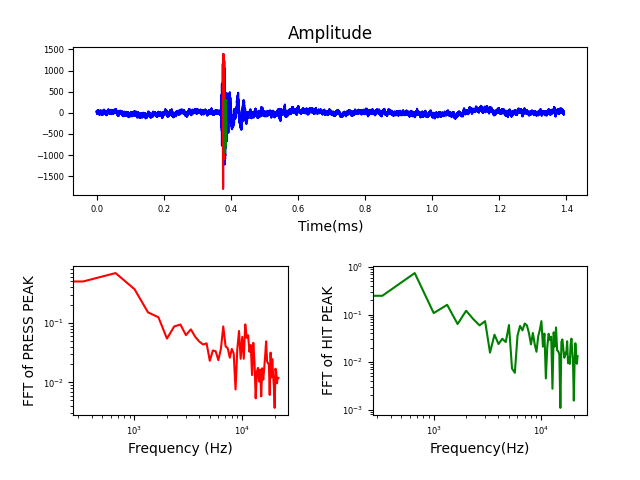 Amplitude
1500
1000
500
0
−500
−1000
−1500
0.0 0.2 0.4 0.6 0.8 1.0 1.2 1.4
Time(ms)
FFT of PRESS PEAK
10⁻¹
10⁻²
10³ 10⁴
Frequency (Hz)
FFT of HIT PEAK
10⁰
10⁻¹
10⁻²
10⁻³
10³ 10⁴
Frequency(Hz)